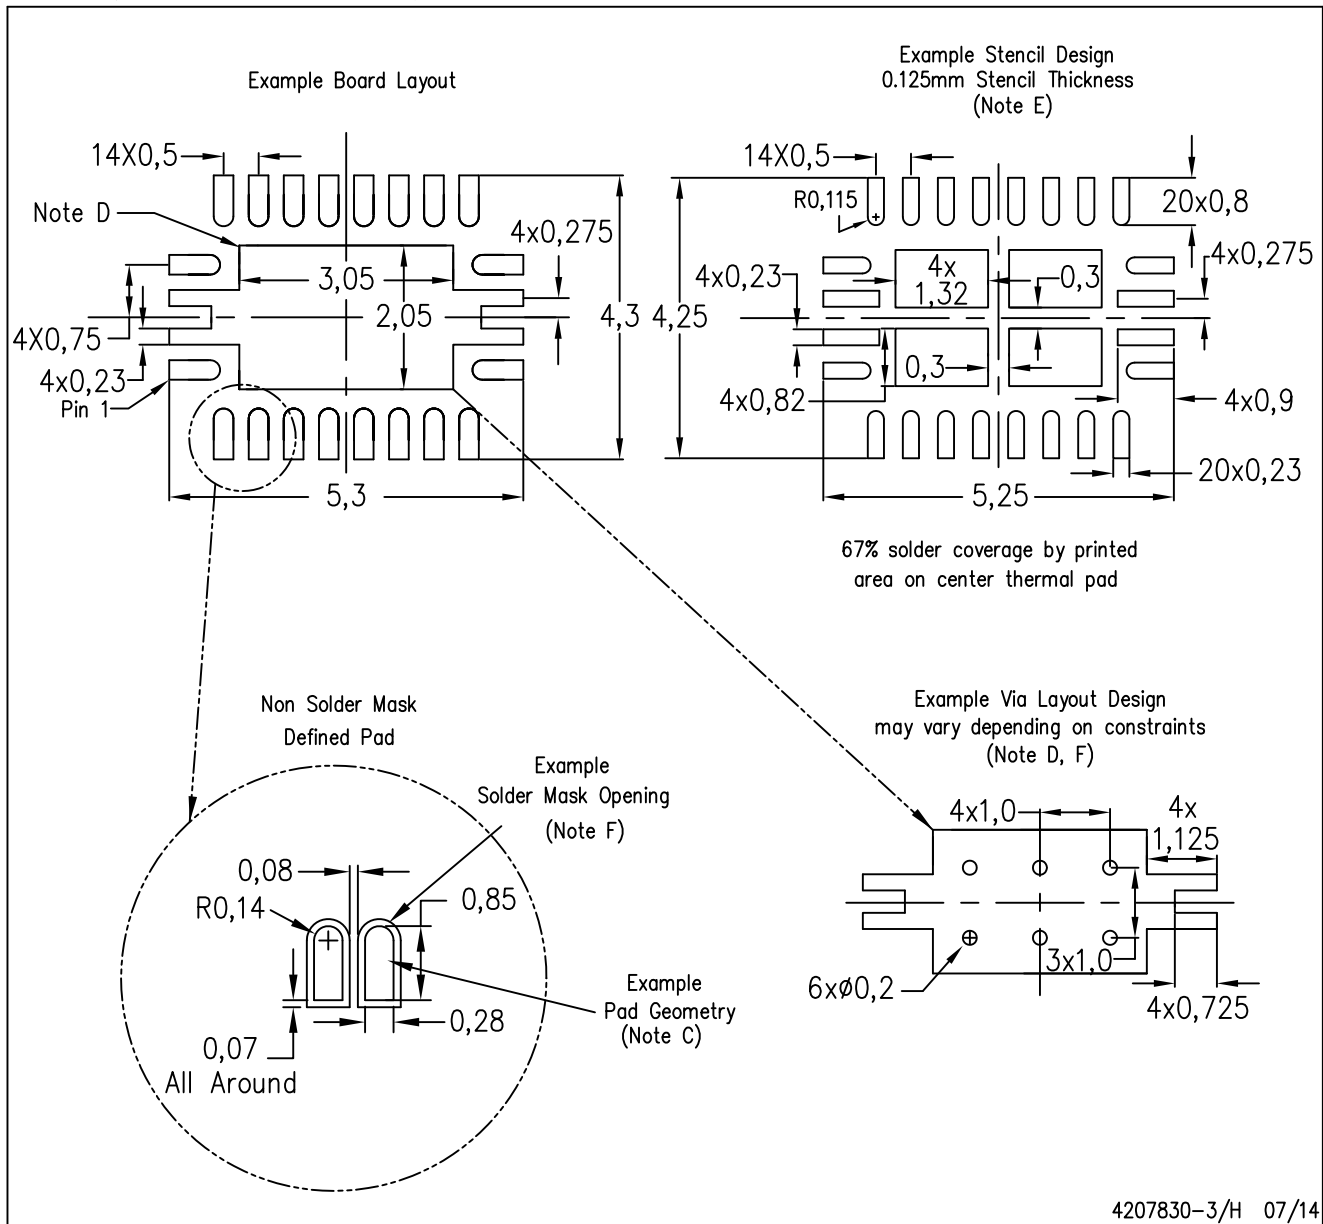 Example Board Layout
14X0,5
Note D
4x0,275
3,05
2,05
4,3
4X0,75
4x0,23
Pin 1
5,3
Example Stencil Design
0.125mm Stencil Thickness
(Note E)
14X0,5
R0,115
20x0,8
4x0,23
4x
1,32
0,3
4x0,275
4,25
0,3
4x0,82
4x0,9
20x0,23
5,25
67% solder coverage by printed
area on center thermal pad
Non Solder Mask
Defined Pad
Example
Solder Mask Opening
(Note F)
0,08
R0,14
0,85
Example
Pad Geometry
(Note C)
0,28
0,07
All Around
Example Via Layout Design
may vary depending on constraints
(Note D, F)
4x1,0
4x
1,125
3x1,0
6xø0,2
4x0,725
4207830-3/H 07/14